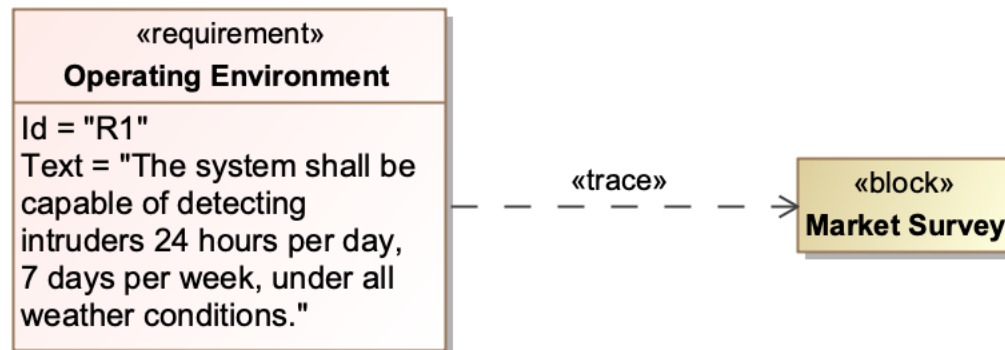 «requirement»
Operating Environment
Id = "R1"
Text = "The system shall be
capable of detecting
intruders 24 hours per day,
7 days per week, under all
weather conditions."
«trace»
«block»
Market Survey